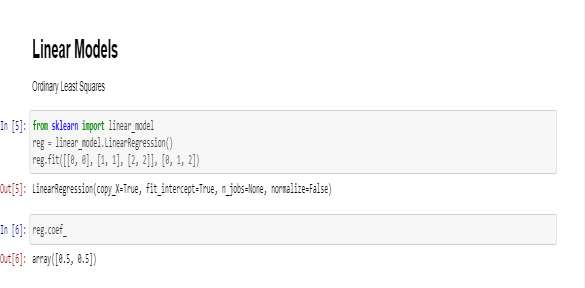 Linear Models
Ordinary Least Squares
In [5]: from sklearn import linear_model
reg = linear_model.LinearRegression()
reg.fit([[0, 0], [1, 1], [2, 2]], [0, 1, 2])
Out[5]: LinearRegression(copy_X=True, fit_intercept=True, n_jobs=None, normalize=False)
In [6]: reg.coef_
Out[6]: array([0.5, 0.5])